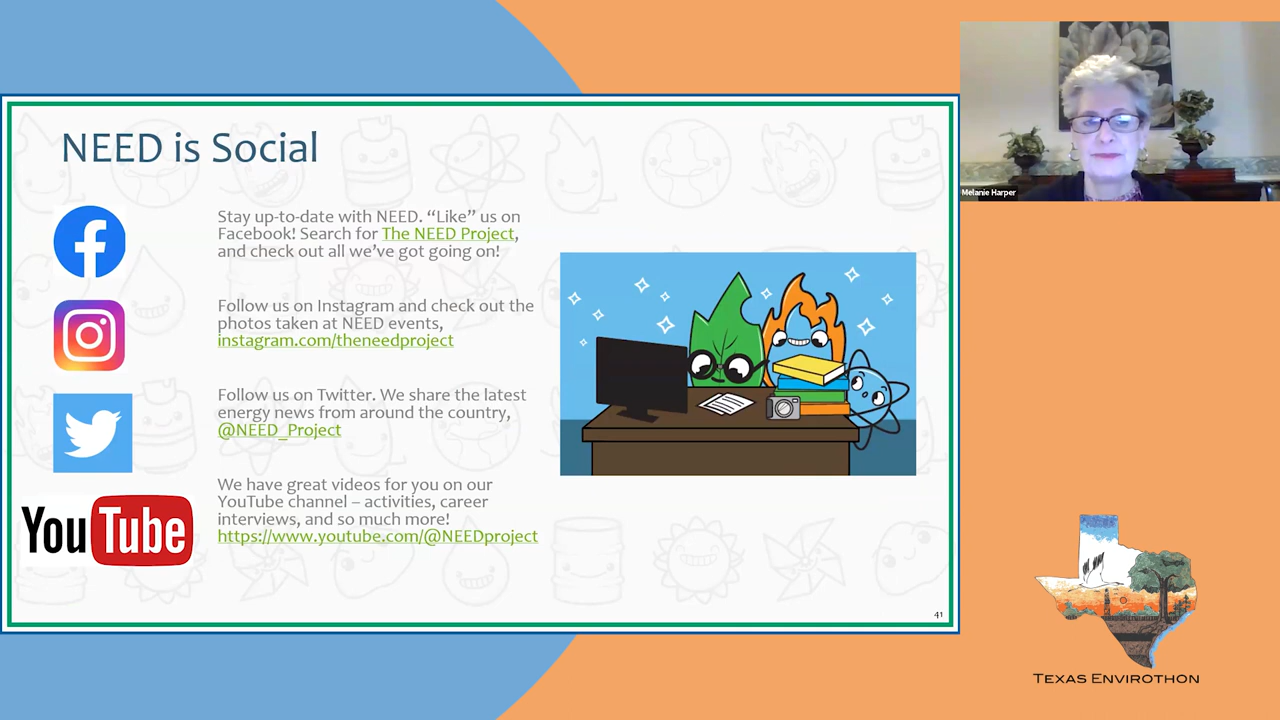 NEED is Social
Stay up-to-date with NEED. “Like” us on
Facebook! Search for The NEED Project,
and check out all we’ve got going on!
Follow us on Instagram and check out the
photos taken at NEED events,
instagram.com/theneedproject
Follow us on Twitter. We share the latest
energy news from around the country,
@NEED_Project
YouTube
We have great videos for you on our
YouTube channel – activities, career
interviews, and so much more!
https://www.youtube.com/@NEEDproject
41
Melanie Harper
TEXAS ENVIROTHON